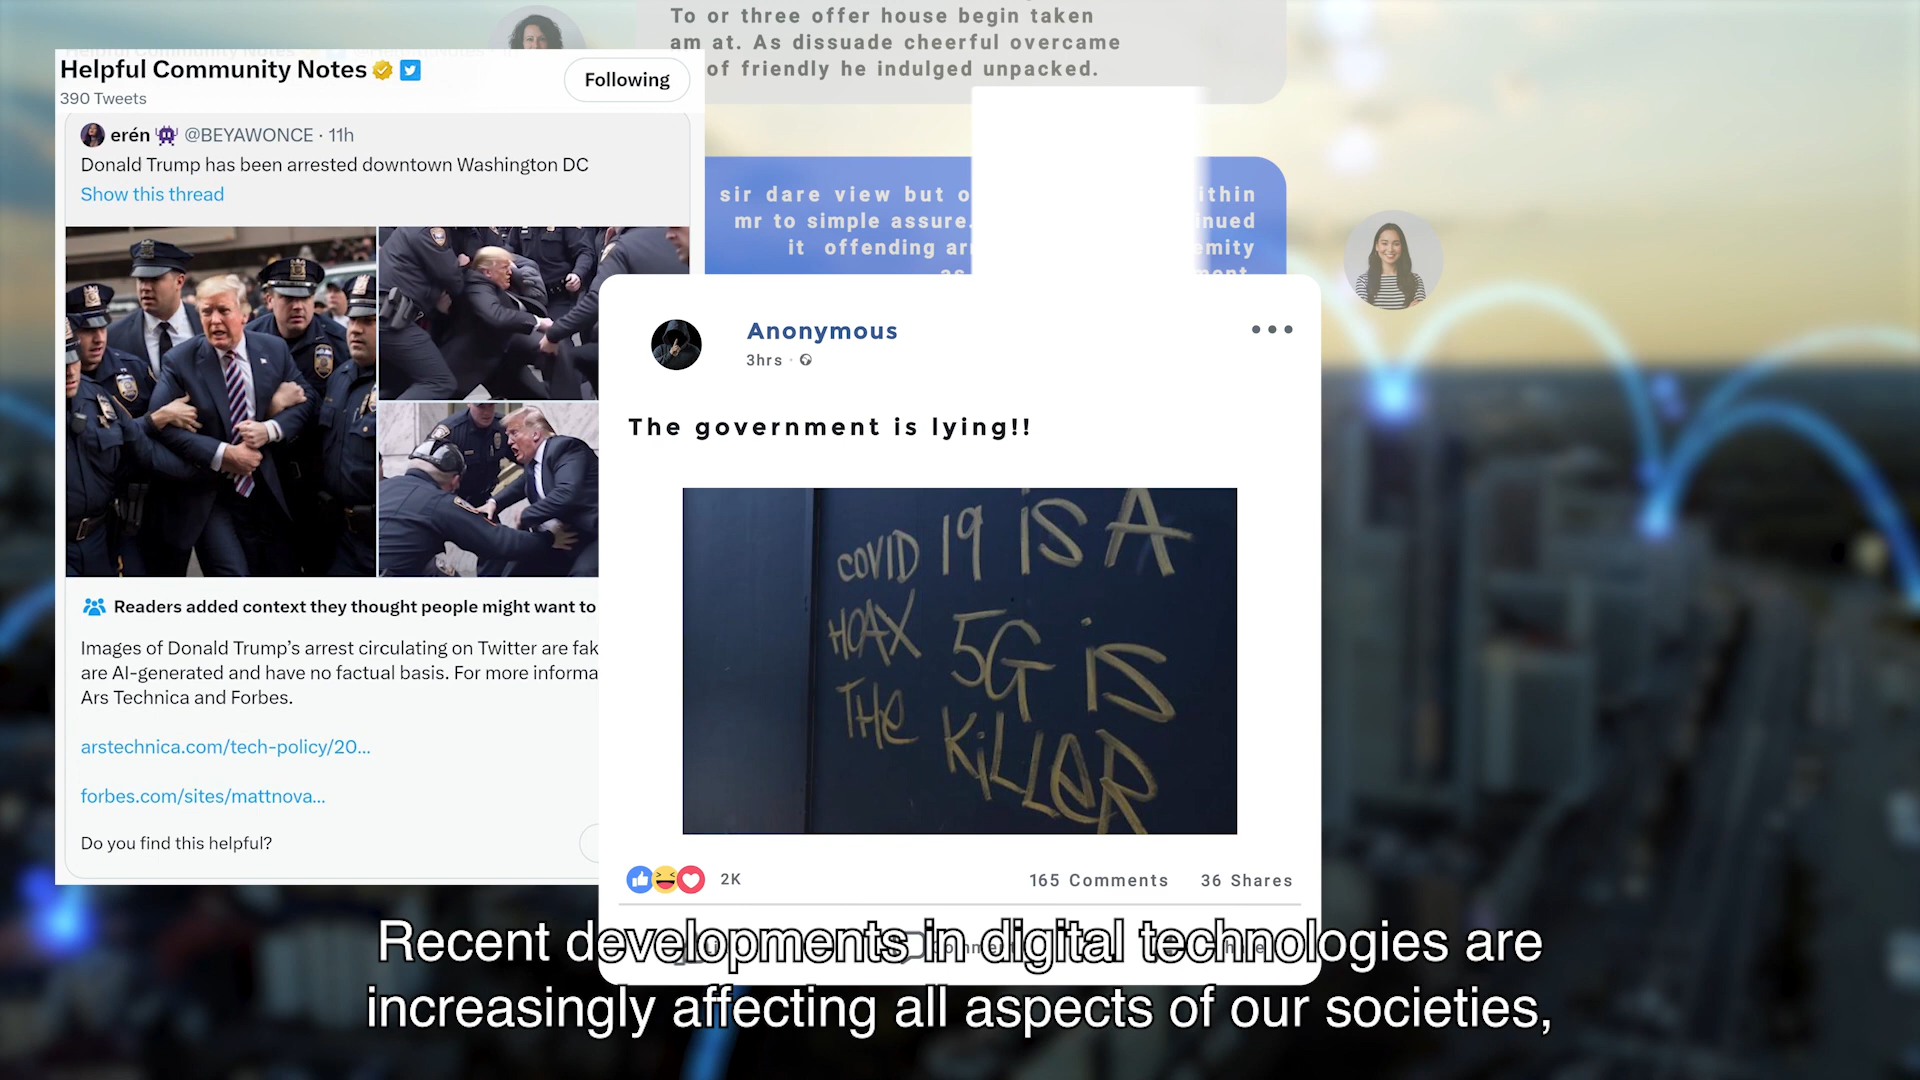 To or three offer house begin taken
am at. As dissuade cheerful overcame
of friendly he indulged unpacked.
Helpful Community Notes
390 Tweets
Following
erén @BEYAWONCE · 11h
Donald Trump has been arrested downtown Washington DC
Show this thread
Readers added context they thought people might want to
Images of Donald Trump's arrest circulating on Twitter are fak
are AI-generated and have no factual basis. For more informa
Ars Technica and Forbes.
arstechnica.com/tech-policy/20...
forbes.com/sites/mattnova...
Do you find this helpful?
sir dare view but o ithin
mr to simple assure. inued
it offending ar emity
as ment.
Anonymous
3hrs ·
The government is lying!!
COVID 19 IS A
HOAX 5G IS
THE KILLER
2K
165 Comments 36 Shares
Recent developments in digital technologies are
increasingly affecting all aspects of our societies,